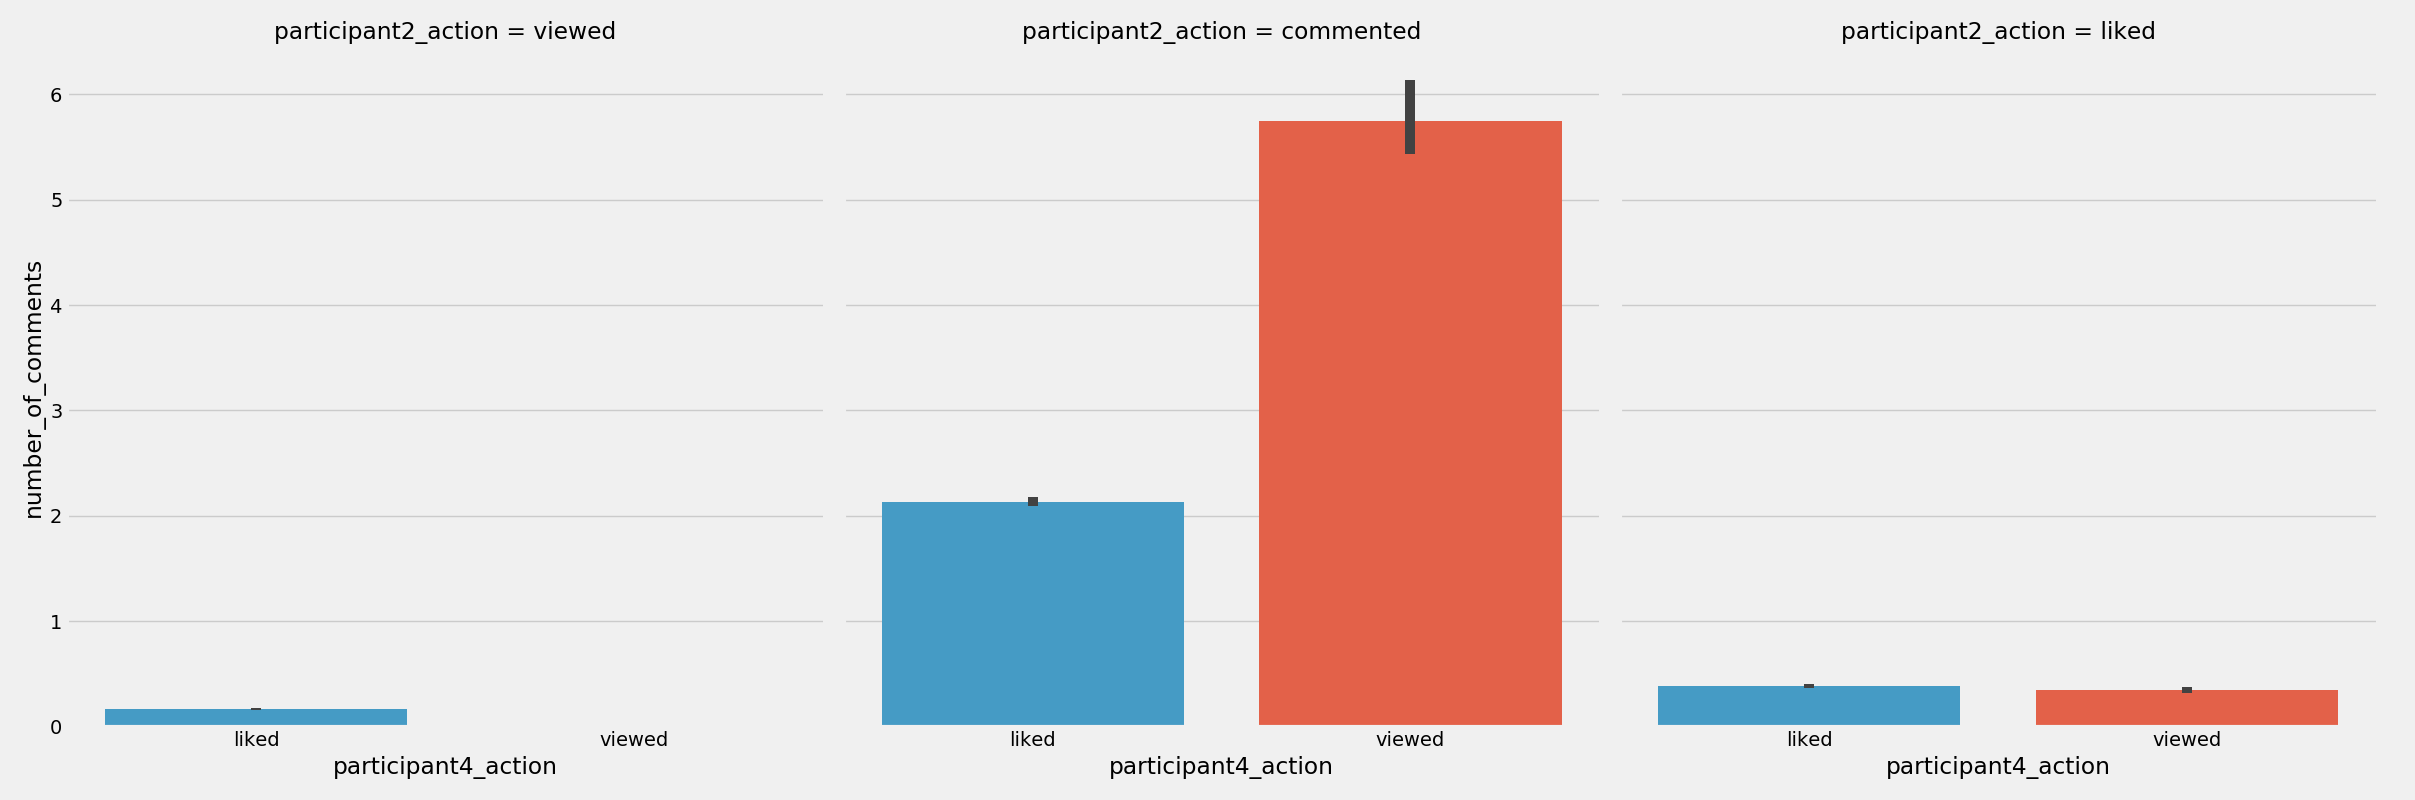 participant2_action = viewed
participant2_action = commented
participant2_action = liked
number_of_comments
6
5
4
3
2
1
0
liked
viewed
liked
viewed
liked
viewed
participant4_action
participant4_action
participant4_action